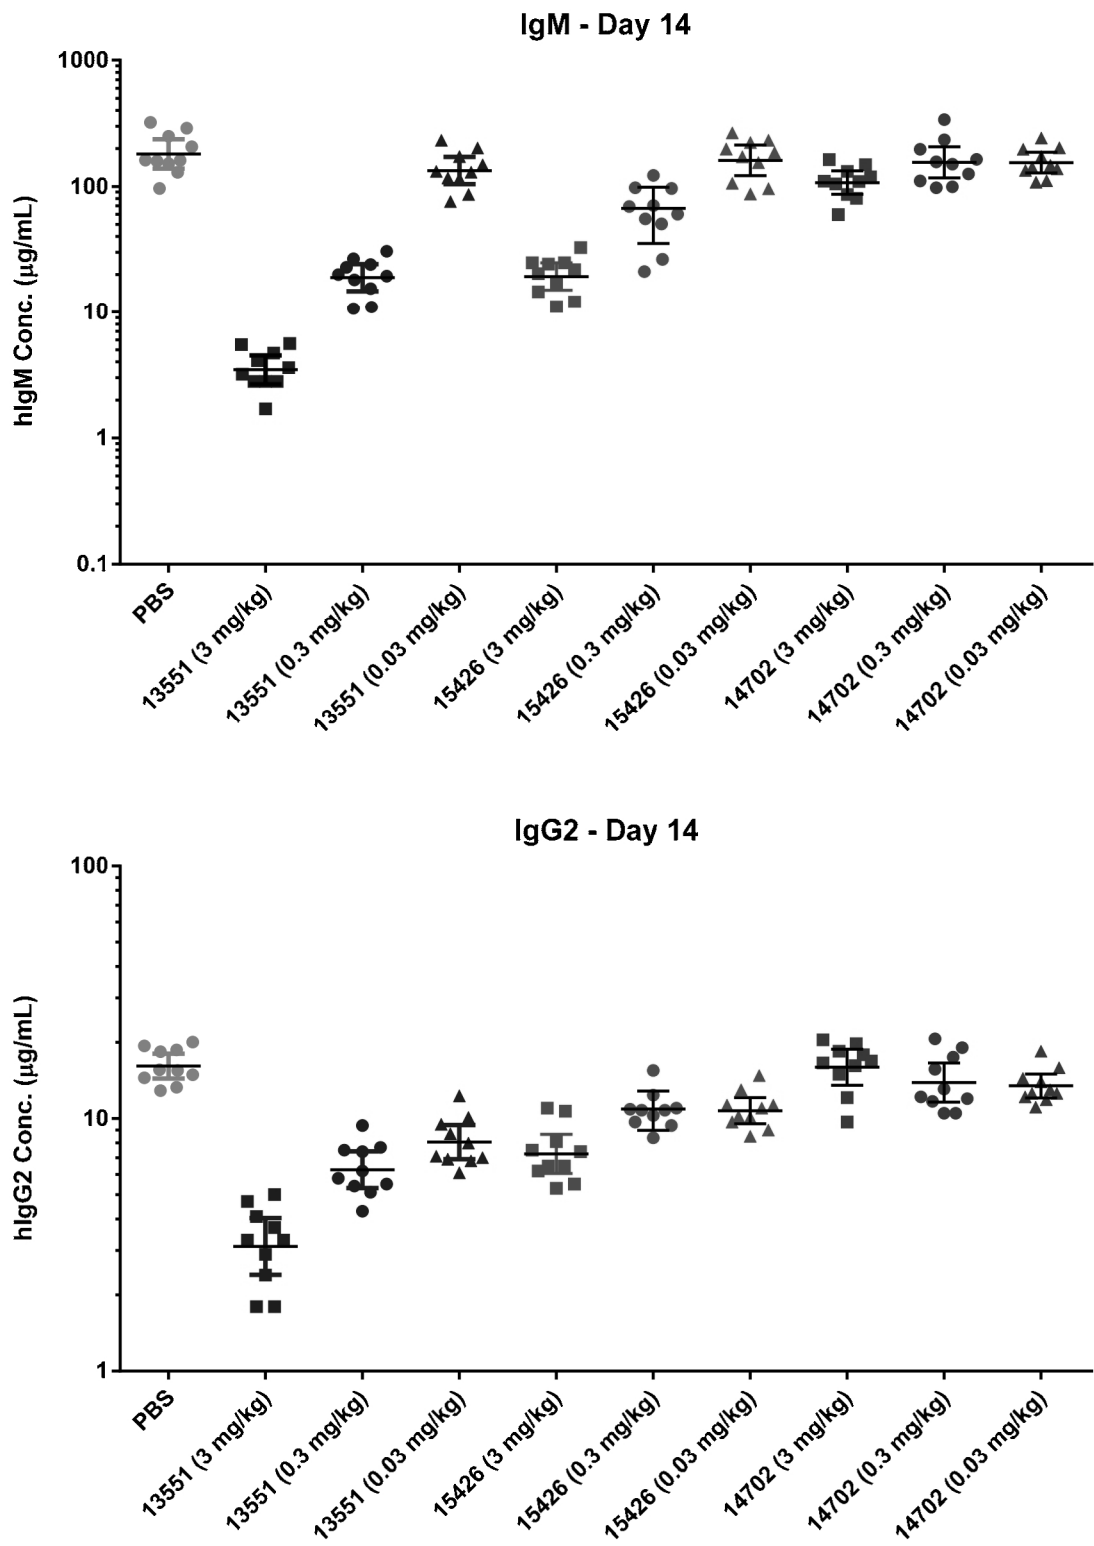 IgM - Day 14
hIgM Conc. (µg/mL)
1000
100
10
1
0.1
PBS
13551 (3 mg/kg)
13551 (0.3 mg/kg)
13551 (0.03 mg/kg)
15426 (3 mg/kg)
15426 (0.3 mg/kg)
15426 (0.03 mg/kg)
14702 (3 mg/kg)
14702 (0.3 mg/kg)
14702 (0.03 mg/kg)
IgG2 - Day 14
hIgG2 Conc. (µg/mL)
100
10
1
PBS
13551 (3 mg/kg)
13551 (0.3 mg/kg)
13551 (0.03 mg/kg)
15426 (3 mg/kg)
15426 (0.3 mg/kg)
15426 (0.03 mg/kg)
14702 (3 mg/kg)
14702 (0.3 mg/kg)
14702 (0.03 mg/kg)